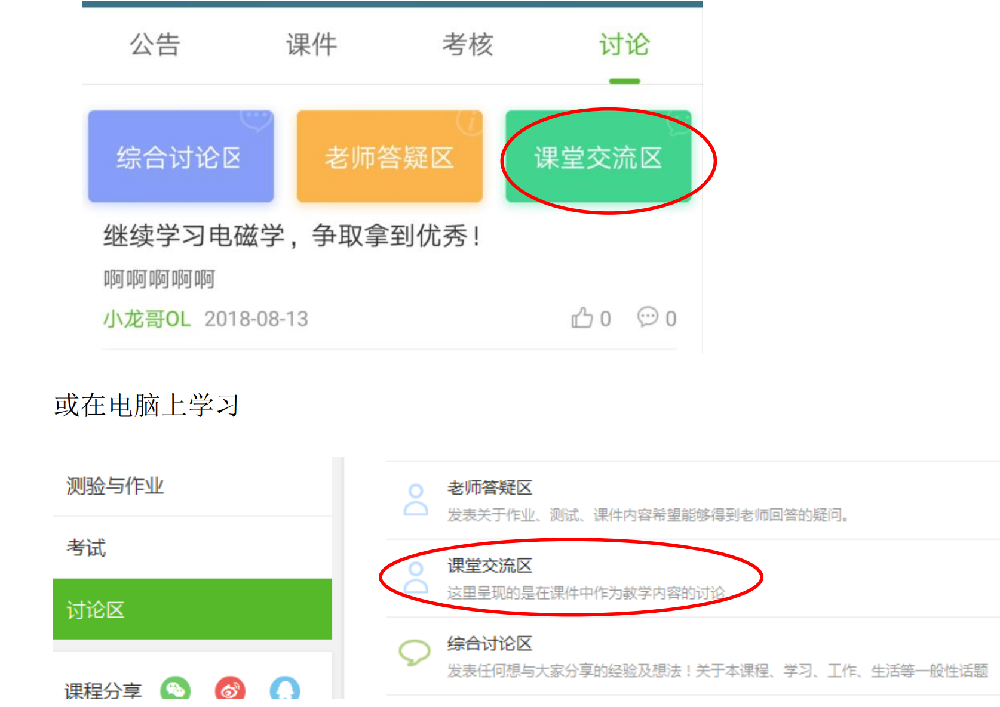 公告 课件 考核 讨论
综合讨论区 老师答疑区 课堂交流区
继续学习电磁学，争取拿到优秀！
啊啊啊啊啊
小龙哥OL 2018-08-13 0 0
或在电脑上学习
测验与作业
考试
讨论区
课程分享
老师答疑区
发表关于作业、测试、课件内容希望能够得到老师回答的疑问。
课堂交流区
这里呈现的是在课件中作为教学内容的讨论
综合讨论区
发表任何想与大家分享的经验及想法！关于本课程、学习、工作、生活等一般性话题